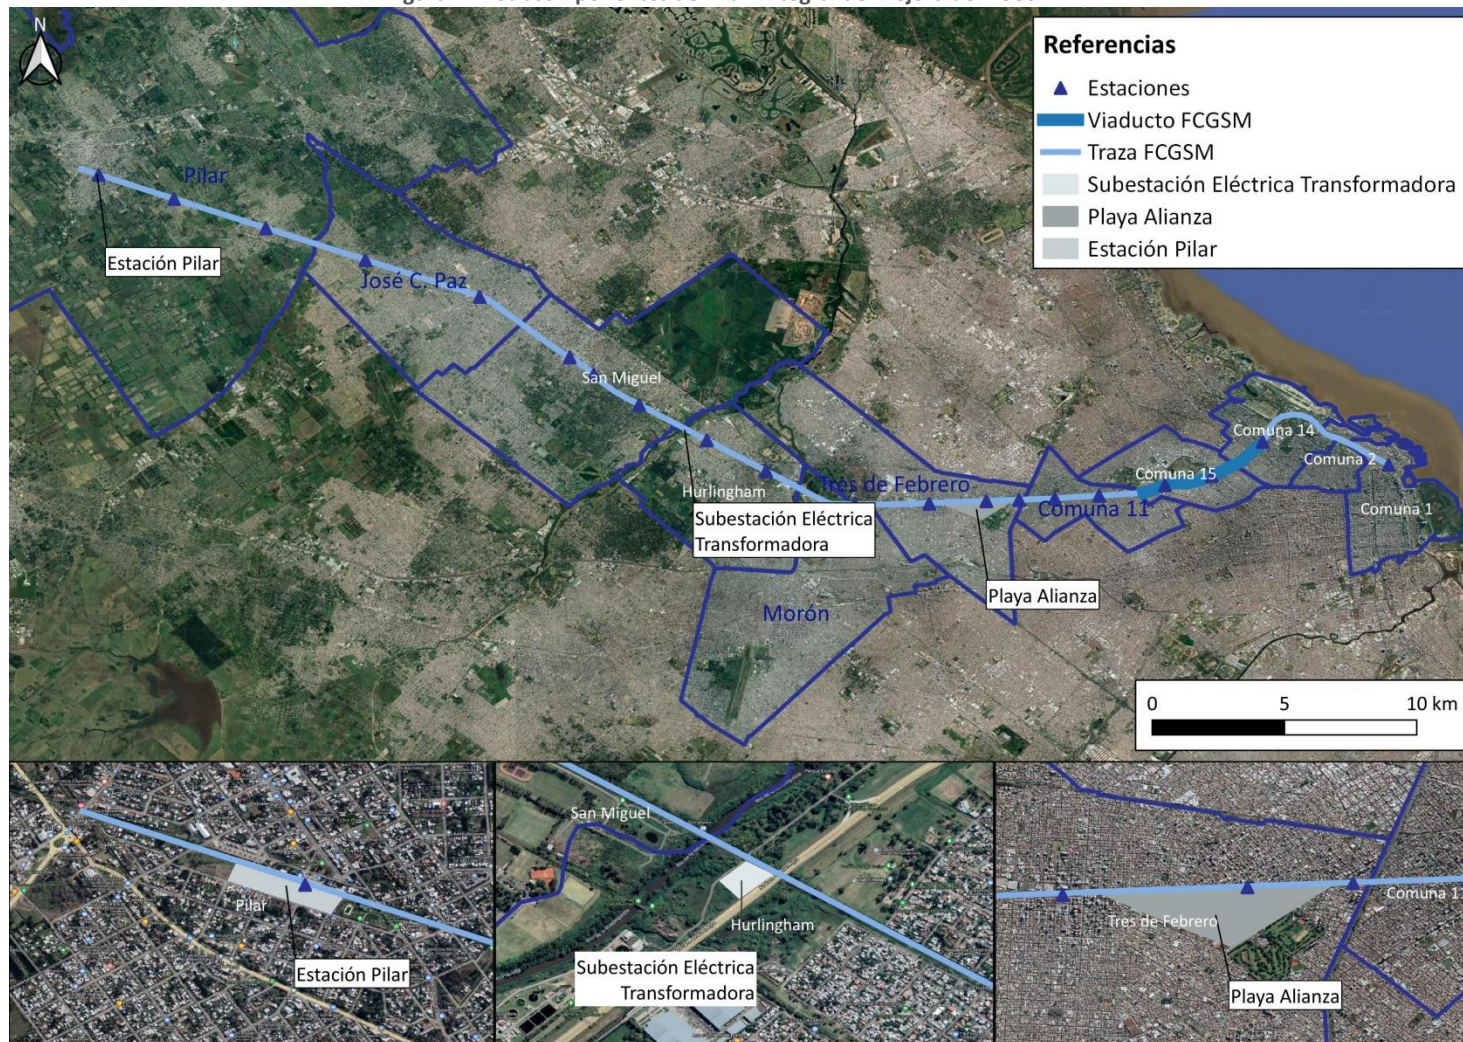 N
Referencias
Estaciones
Viaducto FCGSM
Traza FCGSM
Subestación Eléctrica Transformadora
Playa Alianza
Estación Pilar
Pilar
Estación Pilar
José C. Paz
San Miguel
Hurlingham
Tres de Febrero
Subestación Eléctrica
Transformadora
Comuna 11
Comuna 15
Comuna 14
Comuna 2
Comuna 1
Playa Alianza
Morón
0 5 10 km
Pilar
Estación Pilar
San Miguel
Hurlingham
Subestación Eléctrica
Transformadora
Tres de Febrero
Comuna 11
Playa Alianza